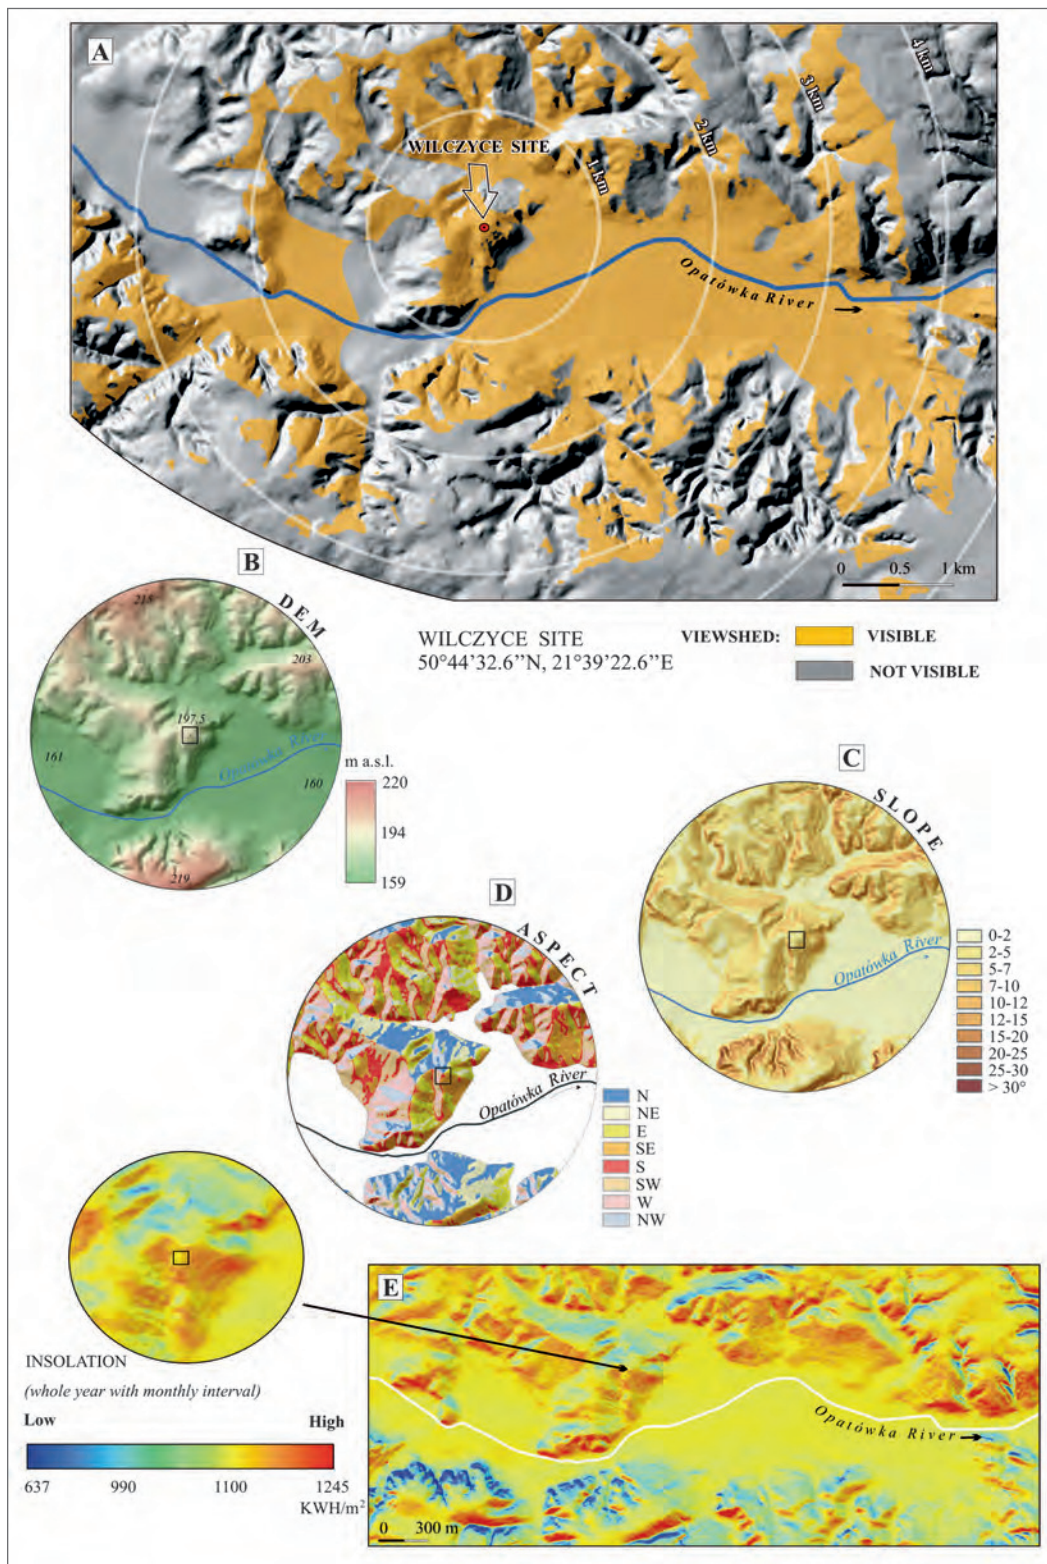 A
WILCZYCE SITE
1 km
2 km
3 km
4 km
Opatówka River
0 0.5 1 km
B
DEM
215
203
197,5
161
160
219
Opatówka River
m a.s.l.
220
194
159
WILCZYCE SITE
50°44'32.6''N, 21°39'22.6''E
VIEWSHED:
VISIBLE
NOT VISIBLE
C
SLOPE
Opatówka River
0-2
2-5
5-7
7-10
10-12
12-15
15-20
20-25
25-30
> 30°
D
ASPECT
Opatówka River
N
NE
E
SE
S
SW
W
NW
INSOLATION
(whole year with monthly interval)
Low High
637 990 1100 1245
KWH/m²
E
Opatówka River
0 300 m